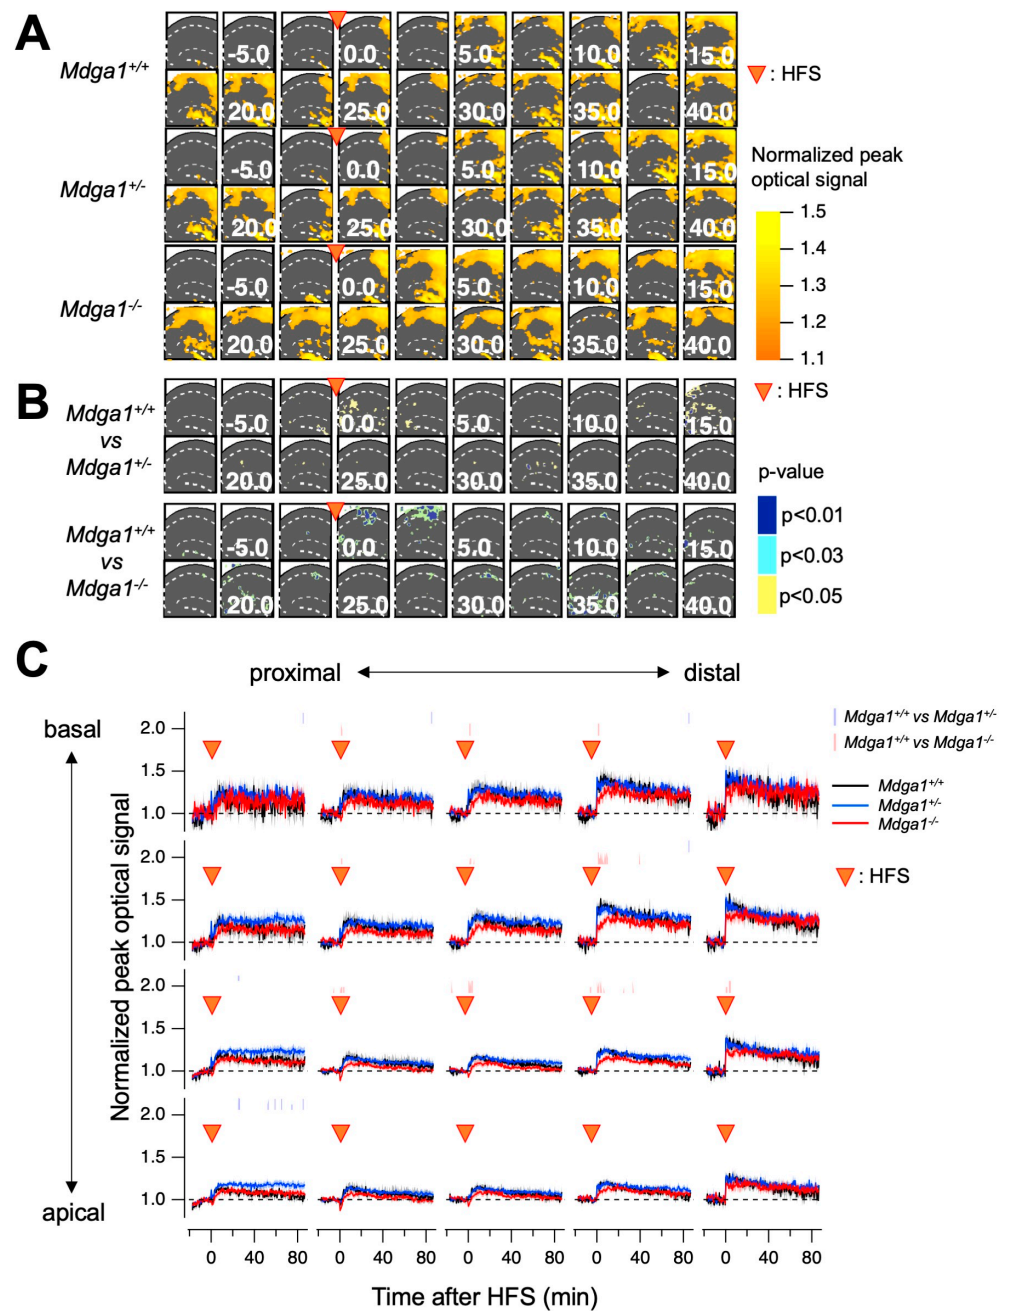 A
Mdga1+/+
-5.0 0.0 5.0 10.0 15.0
20.0 25.0 30.0 35.0 40.0
: HFS
Mdga1+/-
-5.0 0.0 5.0 10.0 15.0
20.0 25.0 30.0 35.0 40.0
Mdga1-/-
-5.0 0.0 5.0 10.0 15.0
20.0 25.0 30.0 35.0 40.0
Normalized peak
optical signal
1.5
1.4
1.3
1.2
1.1
B
: HFS
Mdga1+/+
vs
Mdga1+/-
-5.0 0.0 5.0 10.0 15.0
20.0 25.0 30.0 35.0 40.0
Mdga1+/+
vs
Mdga1-/-
-5.0 0.0 5.0 10.0 15.0
20.0 25.0 30.0 35.0 40.0
p-value
p<0.01
p<0.03
p<0.05
C
proximal distal
basal
apical
Normalized peak optical signal
2.0
1.5
1.0
2.0
1.5
1.0
2.0
1.5
1.0
2.0
1.5
1.0
Mdga1+/+ vs Mdga1+/-
Mdga1+/+ vs Mdga1-/-
Mdga1+/+
Mdga1+/-
Mdga1-/-
: HFS
0 40 80 0 40 80 0 40 80 0 40 80 0 40 80
Time after HFS (min)